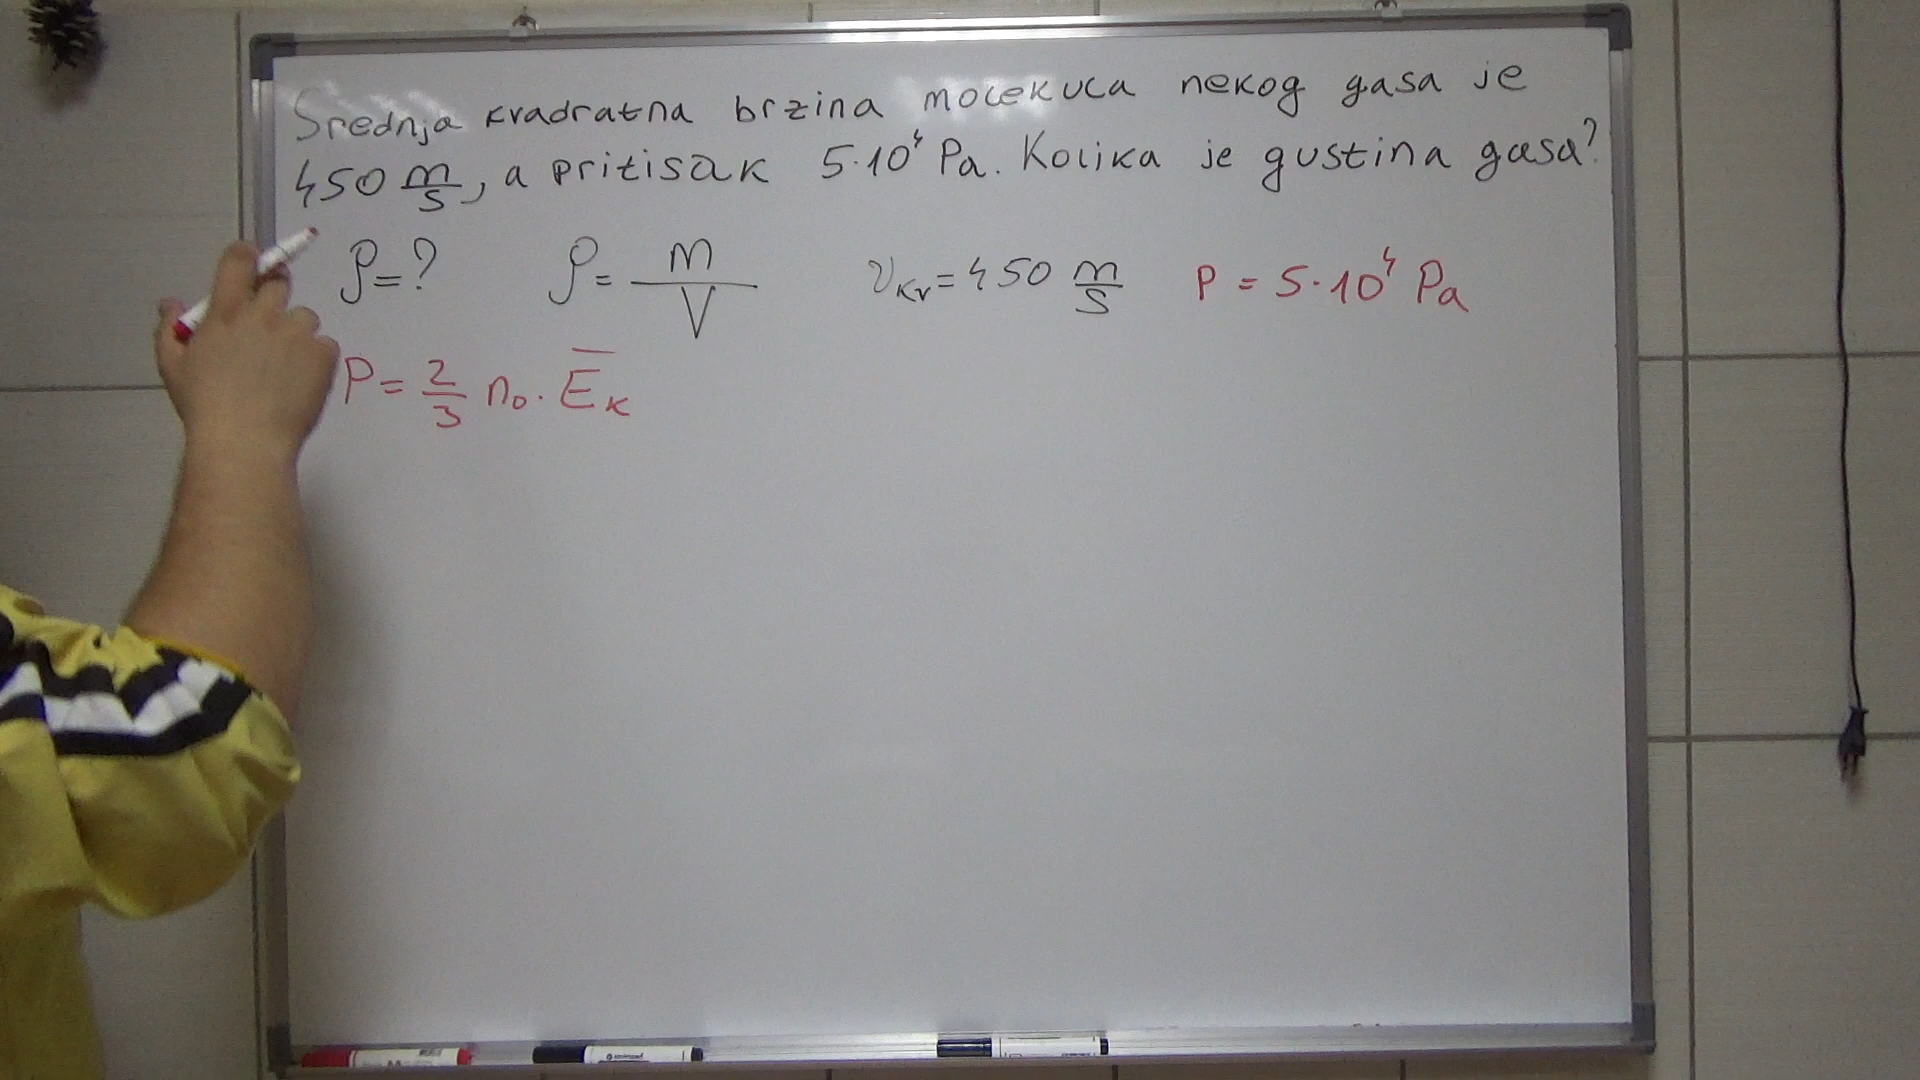 Srednja kvadratna brzina molekula nekog gasa je
450 m/s, a pritisak 5·10⁴ Pa. Kolika je gustina gasa?
ρ=? ρ = m/V v_kv = 450 m/s P = 5·10⁴ Pa
P = 2/3 n₀ · E̅_k